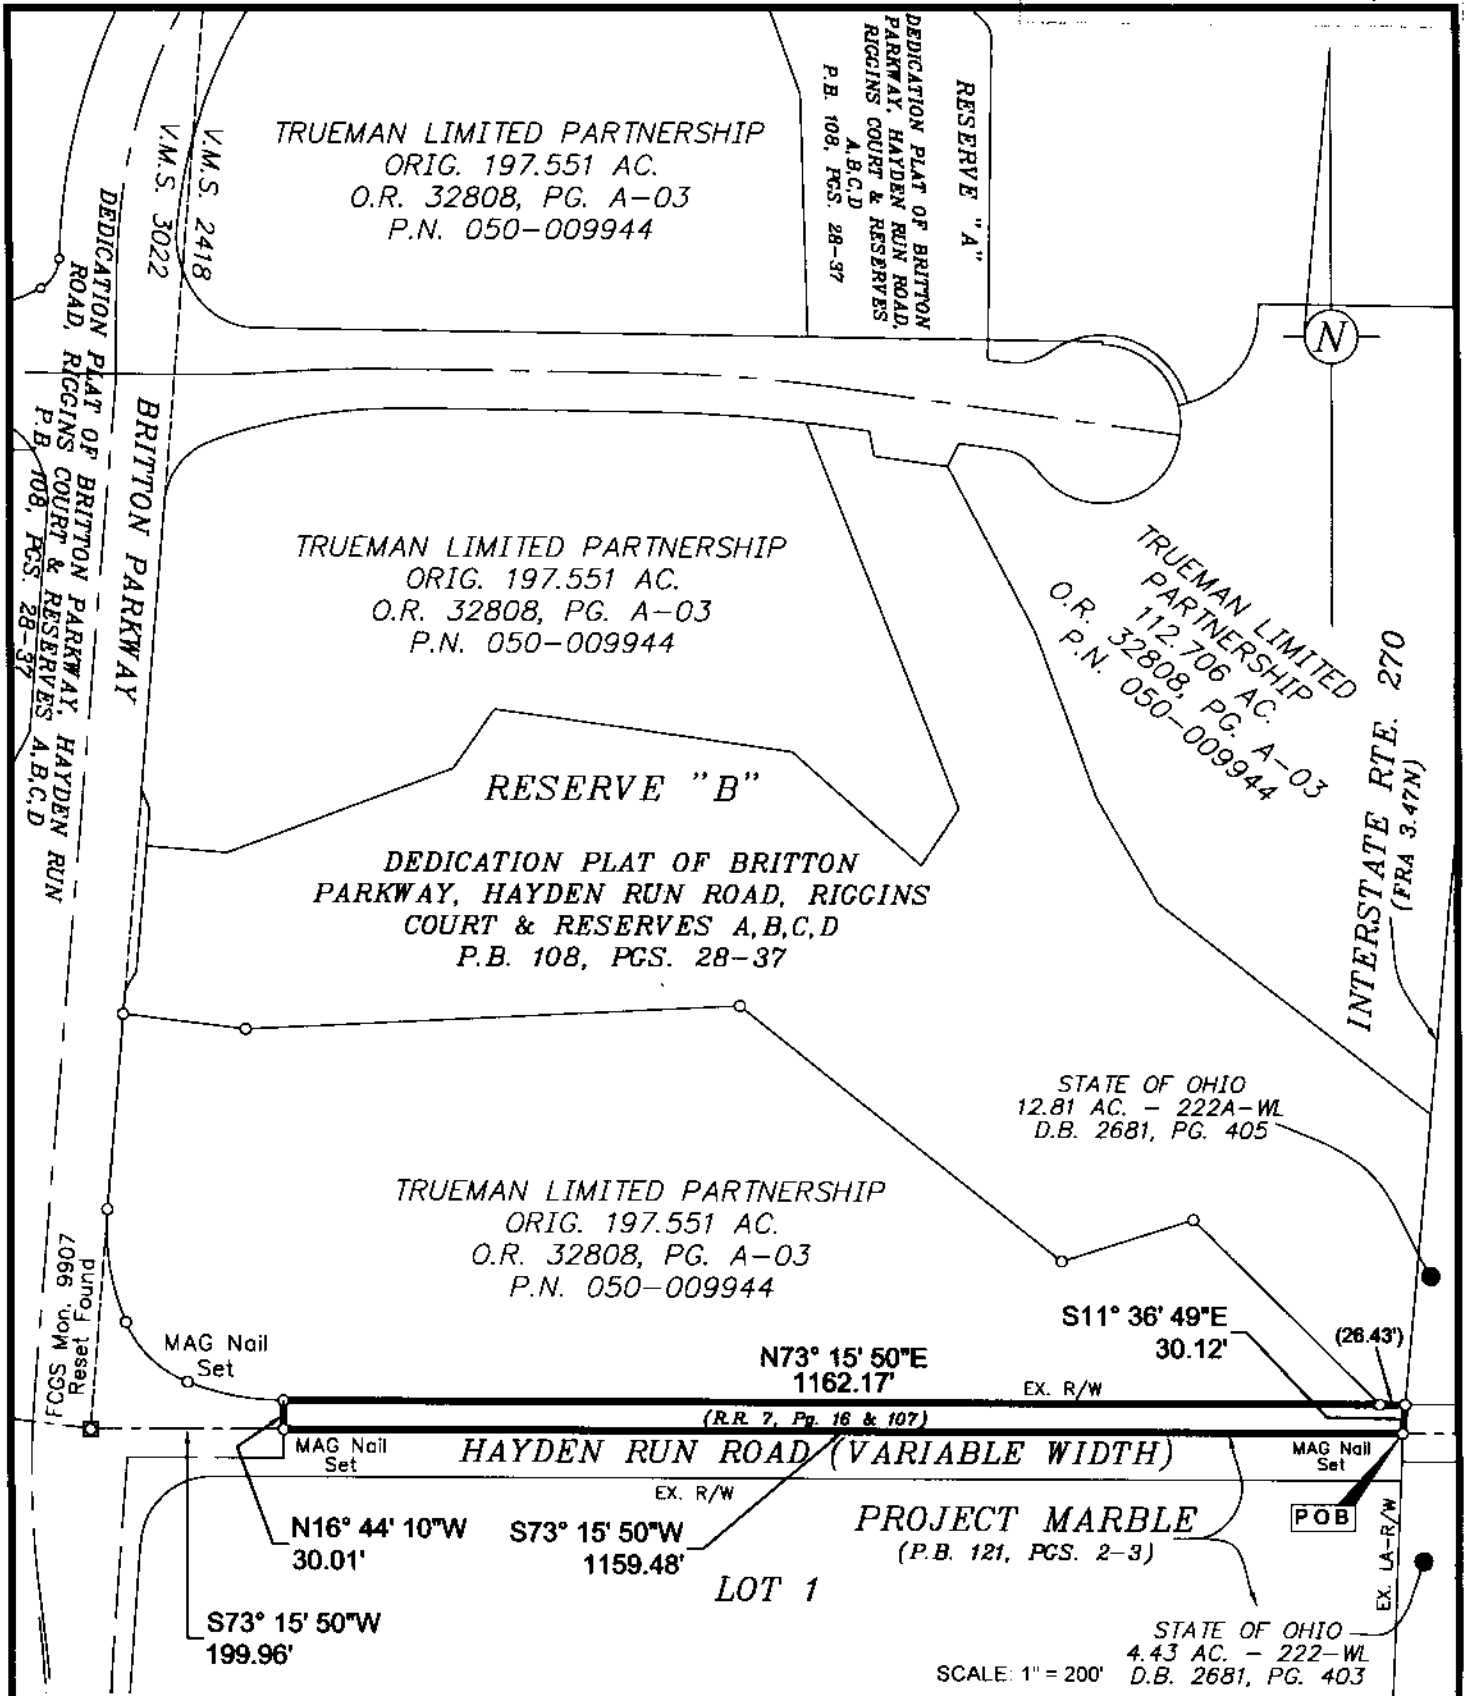 TRUEMAN LIMITED PARTNERSHIP
ORIG. 197.551 AC.
O.R. 32808, PG. A-03
P.N. 050-009944
V.M.S. 2418
V.M.S. 3022
DEDICATION PLAT OF BRITTON
PARKWAY, HAYDEN RUN ROAD,
RIGGINS COURT & RESERVES
A,B,C,D
P.B. 108, PGS. 28-37
RESERVE "A"
N
DEDICATION PLAT OF BRITTON PARKWAY, HAYDEN RUN
ROAD, RIGGINS COURT & RESERVES A,B,C,D
P.B. 108, PGS. 28-37
BRITTON PARKWAY
TRUEMAN LIMITED PARTNERSHIP
ORIG. 197.551 AC.
O.R. 32808, PG. A-03
P.N. 050-009944
TRUEMAN LIMITED
PARTNERSHIP
112.706 AC.
O.R. 32808, PG. A-03
P.N. 050-009944
INTERSTATE RTE. 270
(FRA 3.47N)
RESERVE "B"
DEDICATION PLAT OF BRITTON
PARKWAY, HAYDEN RUN ROAD, RIGGINS
COURT & RESERVES A,B,C,D
P.B. 108, PGS. 28-37
STATE OF OHIO
12.81 AC. - 222A-WL
D.B. 2681, PG. 405
TRUEMAN LIMITED PARTNERSHIP
ORIG. 197.551 AC.
O.R. 32808, PG. A-03
P.N. 050-009944
FCGS Mon. 9907
Reset Found
MAG Nail
Set
S11° 36' 49"E
30.12'
(26.43')
N73° 15' 50"E
1162.17'
EX. R/W
(R.R. 7, Pg. 16 & 107)
MAG Nail
Set
HAYDEN RUN ROAD (VARIABLE WIDTH)
MAG Nail
Set
EX. R/W
POB
N16° 44' 10"W
30.01'
S73° 15' 50"W
1159.48'
PROJECT MARBLE
(P.B. 121, PGS. 2-3)
LOT 1
EX. LA-R/W
S73° 15' 50"W
199.96'
STATE OF OHIO
4.43 AC. - 222-WL
D.B. 2681, PG. 403
SCALE: 1" = 200'